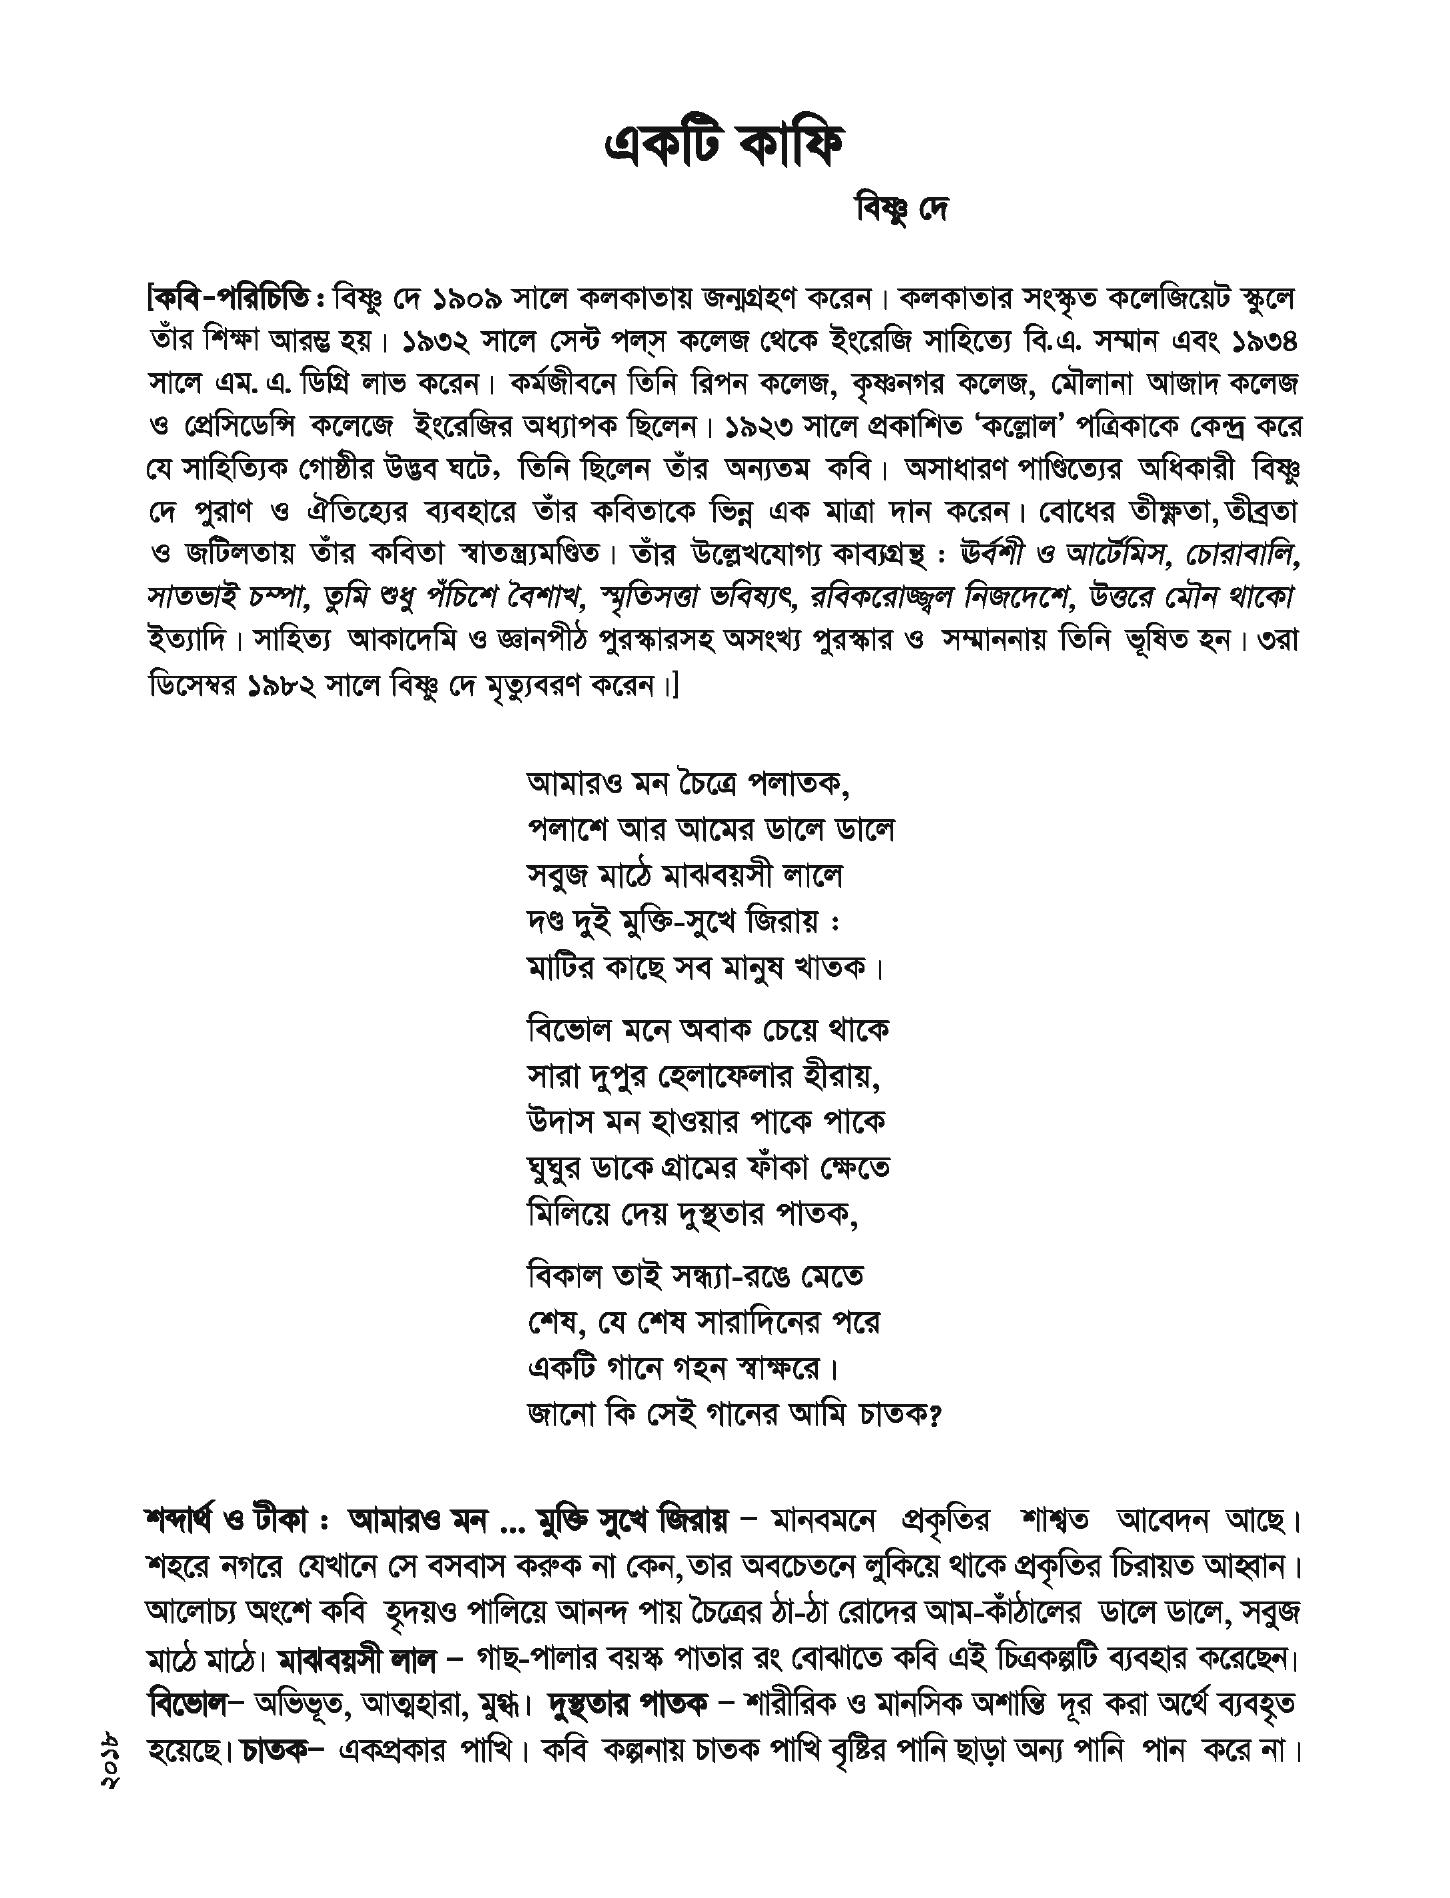 একটি কাফি
বিষ্ণু দে
[কবি-পরিচিতি : বিষ্ণু দে ১৯০৯ সালে কলকাতায় জন্মগ্রহণ করেন। কলকাতার সংস্কৃত কলেজিয়েট স্কুলে
তাঁর শিক্ষা আরম্ভ হয়। ১৯৩২ সালে সেন্ট পল্‌স কলেজ থেকে ইংরেজি সাহিত্যে বি.এ. সম্মান এবং ১৯৩৪
সালে এম. এ. ডিগ্রি লাভ করেন। কর্মজীবনে তিনি রিপন কলেজ, কৃষ্ণনগর কলেজ, মৌলানা আজাদ কলেজ
ও প্রেসিডেন্সি কলেজে ইংরেজির অধ্যাপক ছিলেন। ১৯২৩ সালে প্রকাশিত ‘কল্লোল’ পত্রিকাকে কেন্দ্র করে
যে সাহিত্যিক গোষ্ঠীর উদ্ভব ঘটে, তিনি ছিলেন তাঁর অন্যতম কবি। অসাধারণ পাণ্ডিত্যের অধিকারী বিষ্ণু
দে পুরাণ ও ঐতিহ্যের ব্যবহারে তাঁর কবিতাকে ভিন্ন এক মাত্রা দান করেন। বোধের তীক্ষ্ণতা, তীব্রতা
ও জটিলতায় তাঁর কবিতা স্বাতন্ত্র্যমণ্ডিত। তাঁর উল্লেখযোগ্য কাব্যগ্রন্থ : ঊর্বশী ও আর্টেমিস, চোরাবালি,
সাতভাই চম্পা, তুমি শুধু পঁচিশে বৈশাখ, স্মৃতিসত্তা ভবিষ্যৎ, রবিকরোজ্জ্বল নিজদেশে, উত্তরে মৌন থাকো
ইত্যাদি। সাহিত্য আকাদেমি ও জ্ঞানপীঠ পুরস্কারসহ অসংখ্য পুরস্কার ও সম্মাননায় তিনি ভূষিত হন। ৩রা
ডিসেম্বর ১৯৮২ সালে বিষ্ণু দে মৃত্যুবরণ করেন।]
আমারও মন চৈত্রে পলাতক,
পলাশে আর আমের ডালে ডালে
সবুজ মাঠে মাঝবয়সী লালে
দণ্ড দুই মুক্তি-সুখে জিরায় :
মাটির কাছে সব মানুষ খাতক।
বিভোল মনে অবাক চেয়ে থাকে
সারা দুপুর হেলাফেলার হীরায়,
উদাস মন হাওয়ার পাকে পাকে
ঘুঘুর ডাকে গ্রামের ফাঁকা ক্ষেতে
মিলিয়ে দেয় দুস্থতার পাতক,
বিকাল তাই সন্ধ্যা-রঙে মেতে
শেষ, যে শেষ সারাদিনের পরে
একটি গানে গহন স্বাক্ষরে।
জানো কি সেই গানের আমি চাতক?
শব্দার্থ ও টীকা : আমারও মন ... মুক্তি সুখে জিরায় – মানবমনে প্রকৃতির শাশ্বত আবেদন আছে।
শহরে নগরে যেখানে সে বসবাস করুক না কেন, তার অবচেতনে লুকিয়ে থাকে প্রকৃতির চিরায়ত আহ্বান।
আলোচ্য অংশে কবি হৃদয়ও পালিয়ে আনন্দ পায় চৈত্রের ঠা-ঠা রোদের আম-কাঁঠালের ডালে ডালে, সবুজ
মাঠে মাঠে। মাঝবয়সী লাল – গাছ-পালার বয়স্ক পাতার রং বোঝাতে কবি এই চিত্রকল্পটি ব্যবহার করেছেন।
বিভোল– অভিভূত, আত্মহারা, মুগ্ধ। দুস্থতার পাতক – শারীরিক ও মানসিক অশান্তি দূর করা অর্থে ব্যবহৃত
হয়েছে। চাতক– একপ্রকার পাখি। কবি কল্পনায় চাতক পাখি বৃষ্টির পানি ছাড়া অন্য পানি পান করে না।
২০১৮